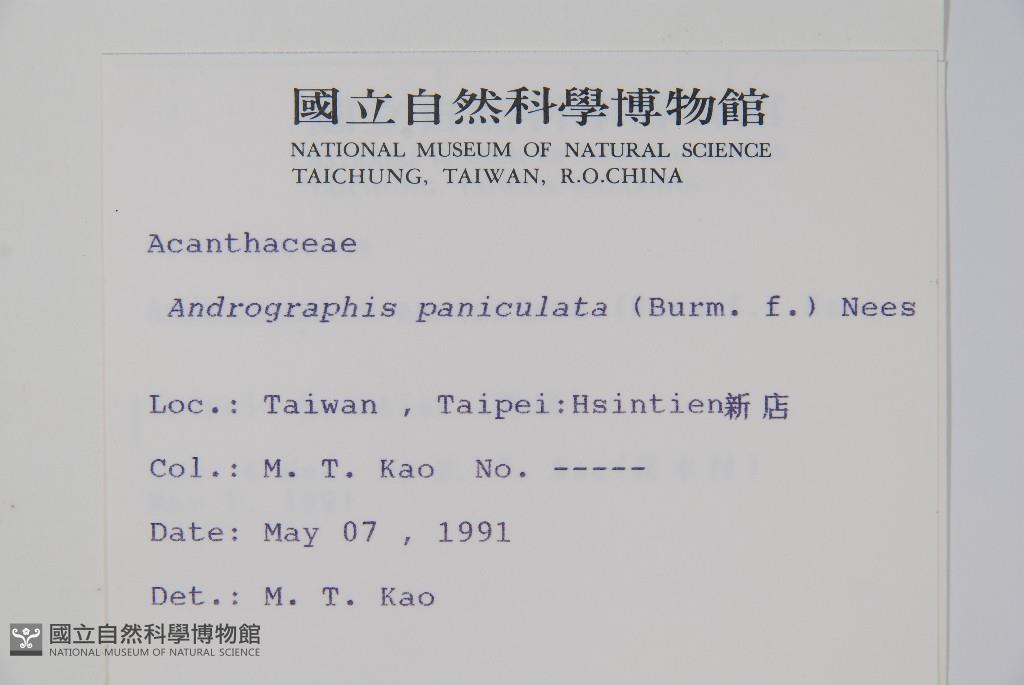 國立自然科學博物館
NATIONAL MUSEUM OF NATURAL SCIENCE
TAICHUNG, TAIWAN, R.O.CHINA
Acanthaceae
Andrographis paniculata (Burm. f.) Nees
Loc.: Taiwan , Taipei:Hsintien新店
Col.: M. T. Kao No. -----
Date: May 07 , 1991
Det.: M. T. Kao
國立自然科學博物館
NATIONAL MUSEUM OF NATURAL SCIENCE